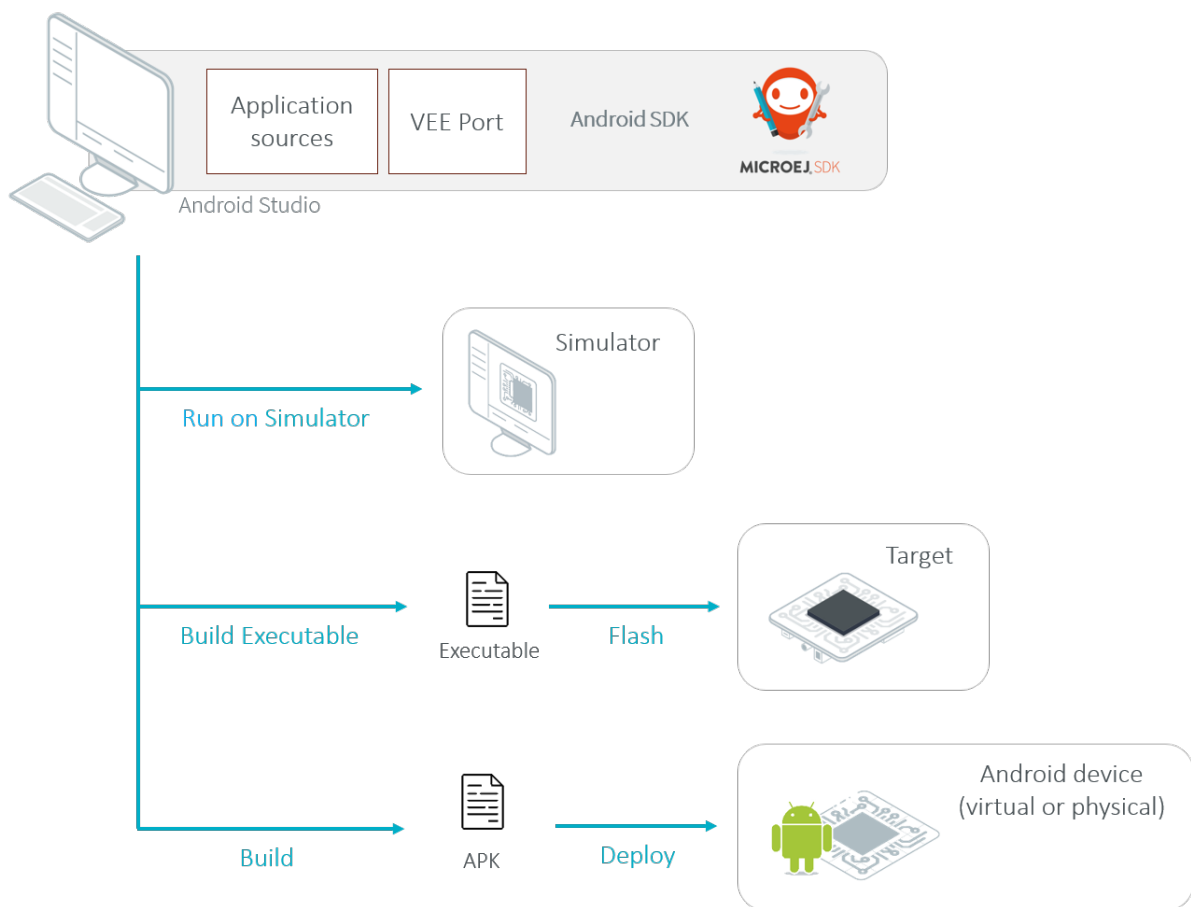 Application
sources
VEE Port
Android SDK
MICROEJ. SDK
Android Studio
Simulator
Run on Simulator
Target
Build Executable
Executable
Flash
Android device
(virtual or physical)
Build
APK
Deploy